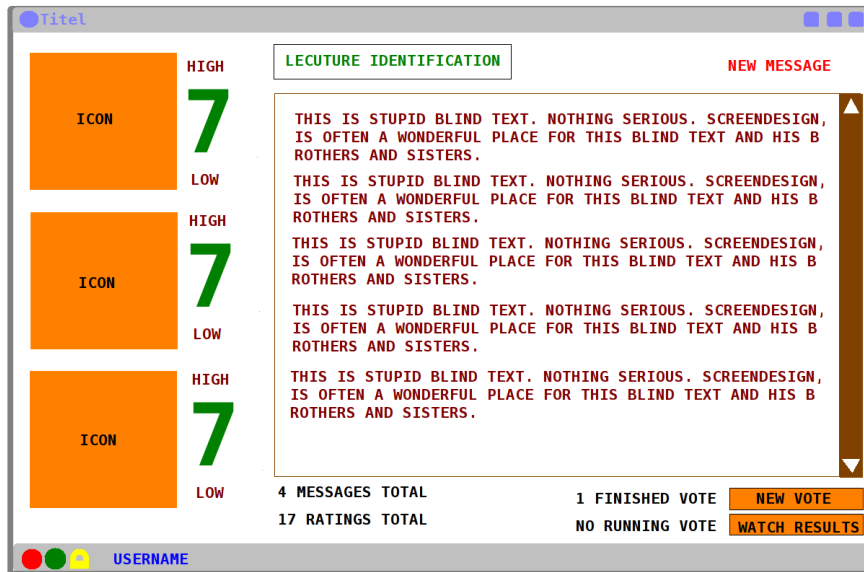 Titel
HIGH
ICON
7
LOW
HIGH
ICON
7
LOW
HIGH
ICON
7
LOW
LECUTURE IDENTIFICATION
NEW MESSAGE
THIS IS STUPID BLIND TEXT. NOTHING SERIOUS. SCREENDESIGN,
IS OFTEN A WONDERFUL PLACE FOR THIS BLIND TEXT AND HIS B
ROTHERS AND SISTERS.
THIS IS STUPID BLIND TEXT. NOTHING SERIOUS. SCREENDESIGN,
IS OFTEN A WONDERFUL PLACE FOR THIS BLIND TEXT AND HIS B
ROTHERS AND SISTERS.
THIS IS STUPID BLIND TEXT. NOTHING SERIOUS. SCREENDESIGN,
IS OFTEN A WONDERFUL PLACE FOR THIS BLIND TEXT AND HIS B
ROTHERS AND SISTERS.
THIS IS STUPID BLIND TEXT. NOTHING SERIOUS. SCREENDESIGN,
IS OFTEN A WONDERFUL PLACE FOR THIS BLIND TEXT AND HIS B
ROTHERS AND SISTERS.
THIS IS STUPID BLIND TEXT. NOTHING SERIOUS. SCREENDESIGN,
IS OFTEN A WONDERFUL PLACE FOR THIS BLIND TEXT AND HIS B
ROTHERS AND SISTERS.
4 MESSAGES TOTAL
17 RATINGS TOTAL
1 FINISHED VOTE
NEW VOTE
NO RUNNING VOTE
WATCH RESULTS
USERNAME